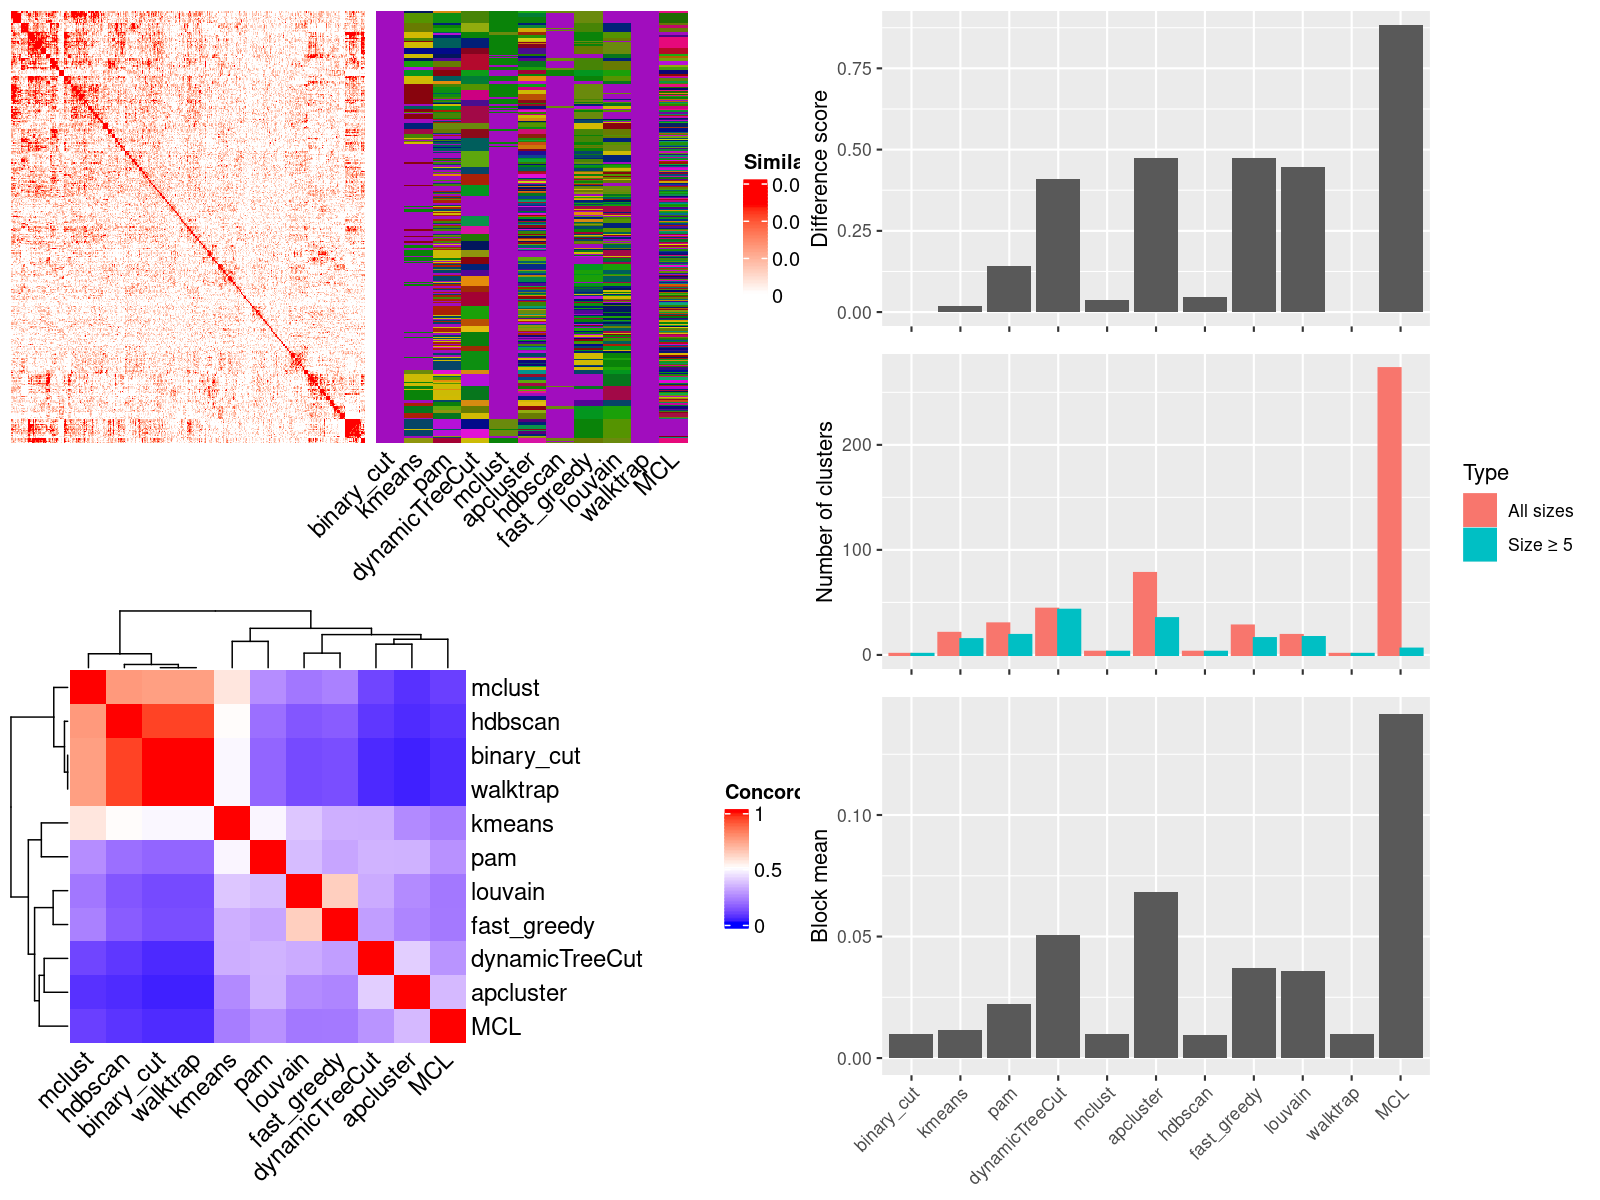 Simila
0.0
0.0
0.0
0
binary_cut
kmeans
pam
dynamicTreeCut
mclust
apcluster
hdbscan
fast_greedy
louvain
walktrap
MCL
mclust
hdbscan
binary_cut
walktrap
kmeans
pam
louvain
fast_greedy
dynamicTreeCut
apcluster
MCL
mclust
hdbscan
binary_cut
walktrap
kmeans
pam
louvain
fast_greedy
dynamicTreeCut
apcluster
MCL
Concorc
1
0.5
0
Difference score
0.75
0.50
0.25
0.00
Number of clusters
200
100
0
Type
All sizes
Size ≥ 5
Block mean
0.10
0.05
0.00
binary_cut
kmeans
pam
dynamicTreeCut
mclust
apcluster
hdbscan
fast_greedy
louvain
walktrap
MCL